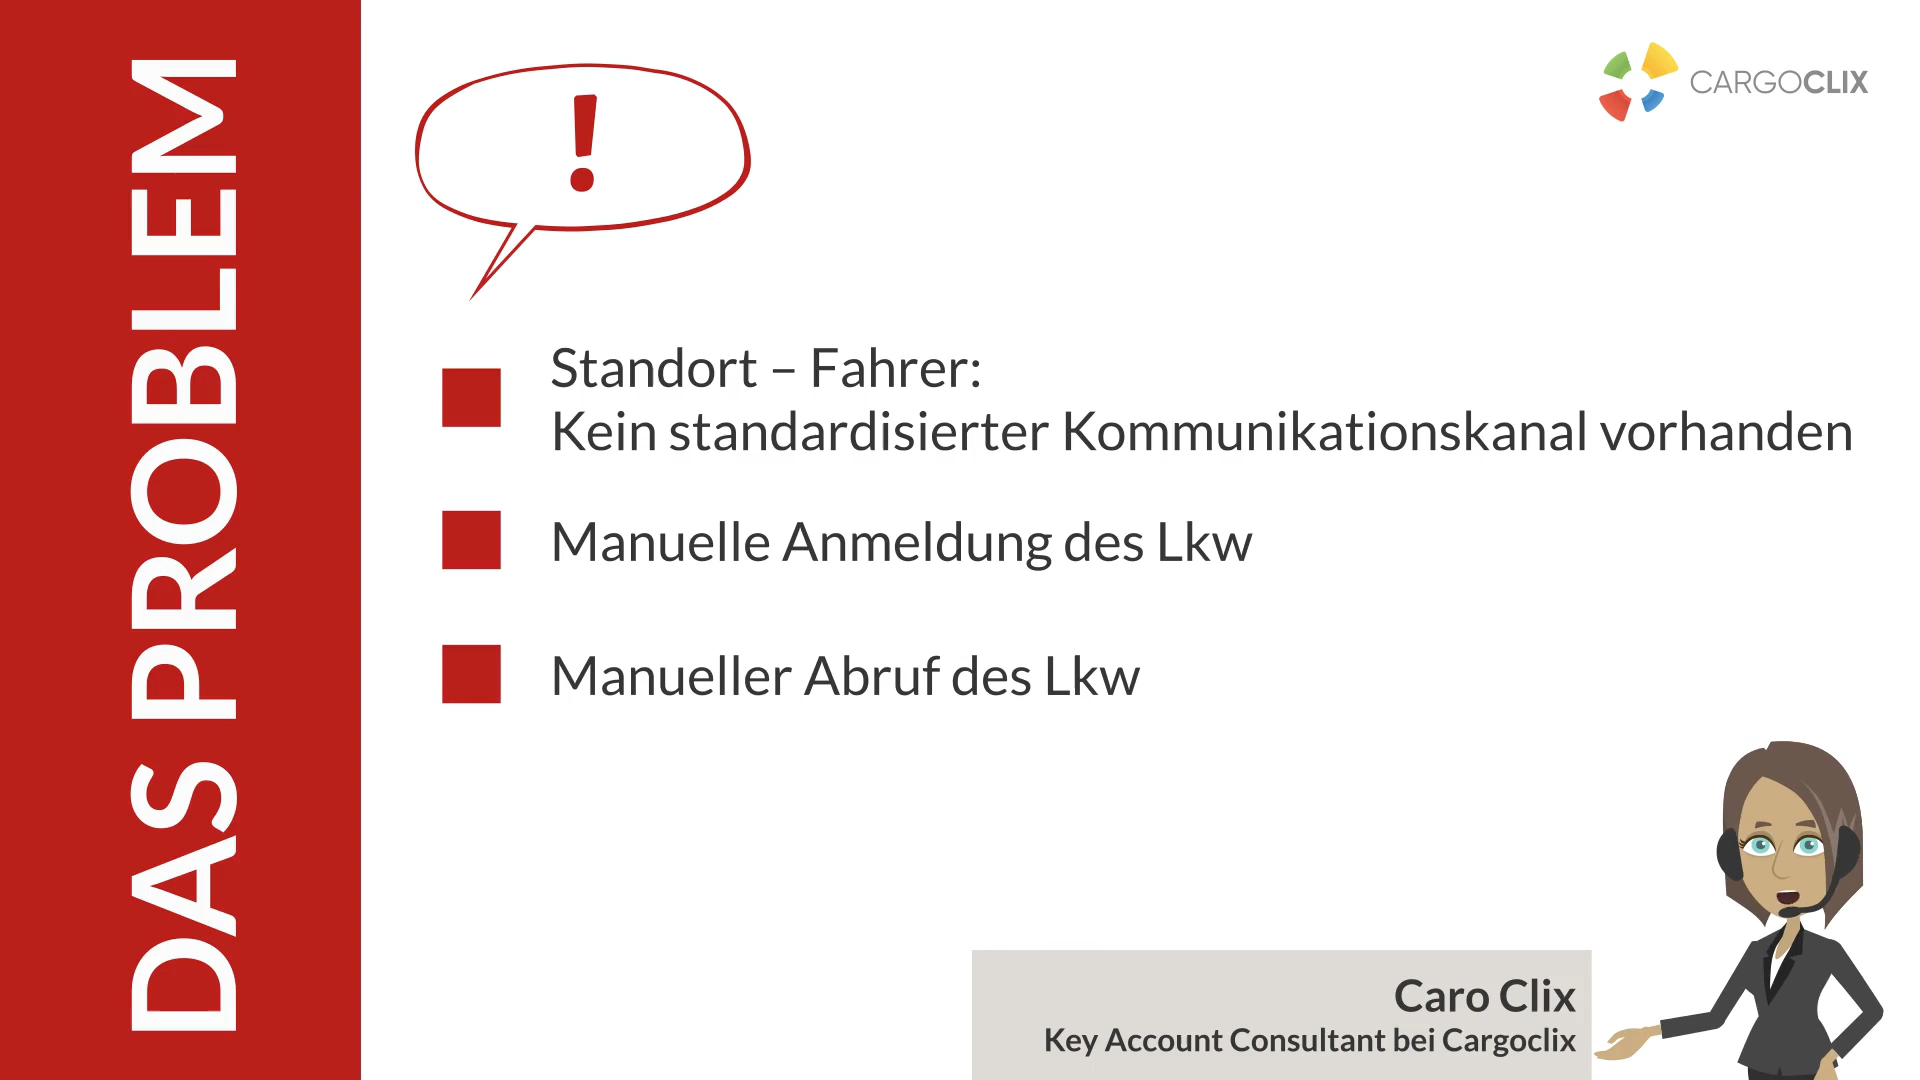 DAS PROBLEM
!
CARGOCLIX
Standort – Fahrer:
Kein standardisierter Kommunikationskanal vorhanden
Manuelle Anmeldung des Lkw
Manueller Abruf des Lkw
Caro Clix
Key Account Consultant bei Cargoclix